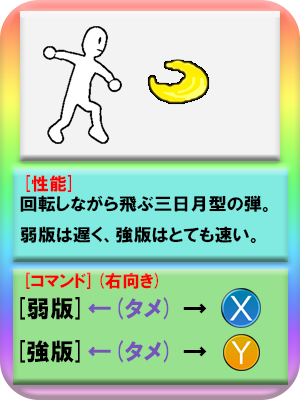 [性能]
回転しながら飛ぶ三日月型の弾。
弱版は遅く、強版はとても速い。
[コマンド] (右向き)
[弱版] ← (タメ) → X
[強版] ← (タメ) → Y